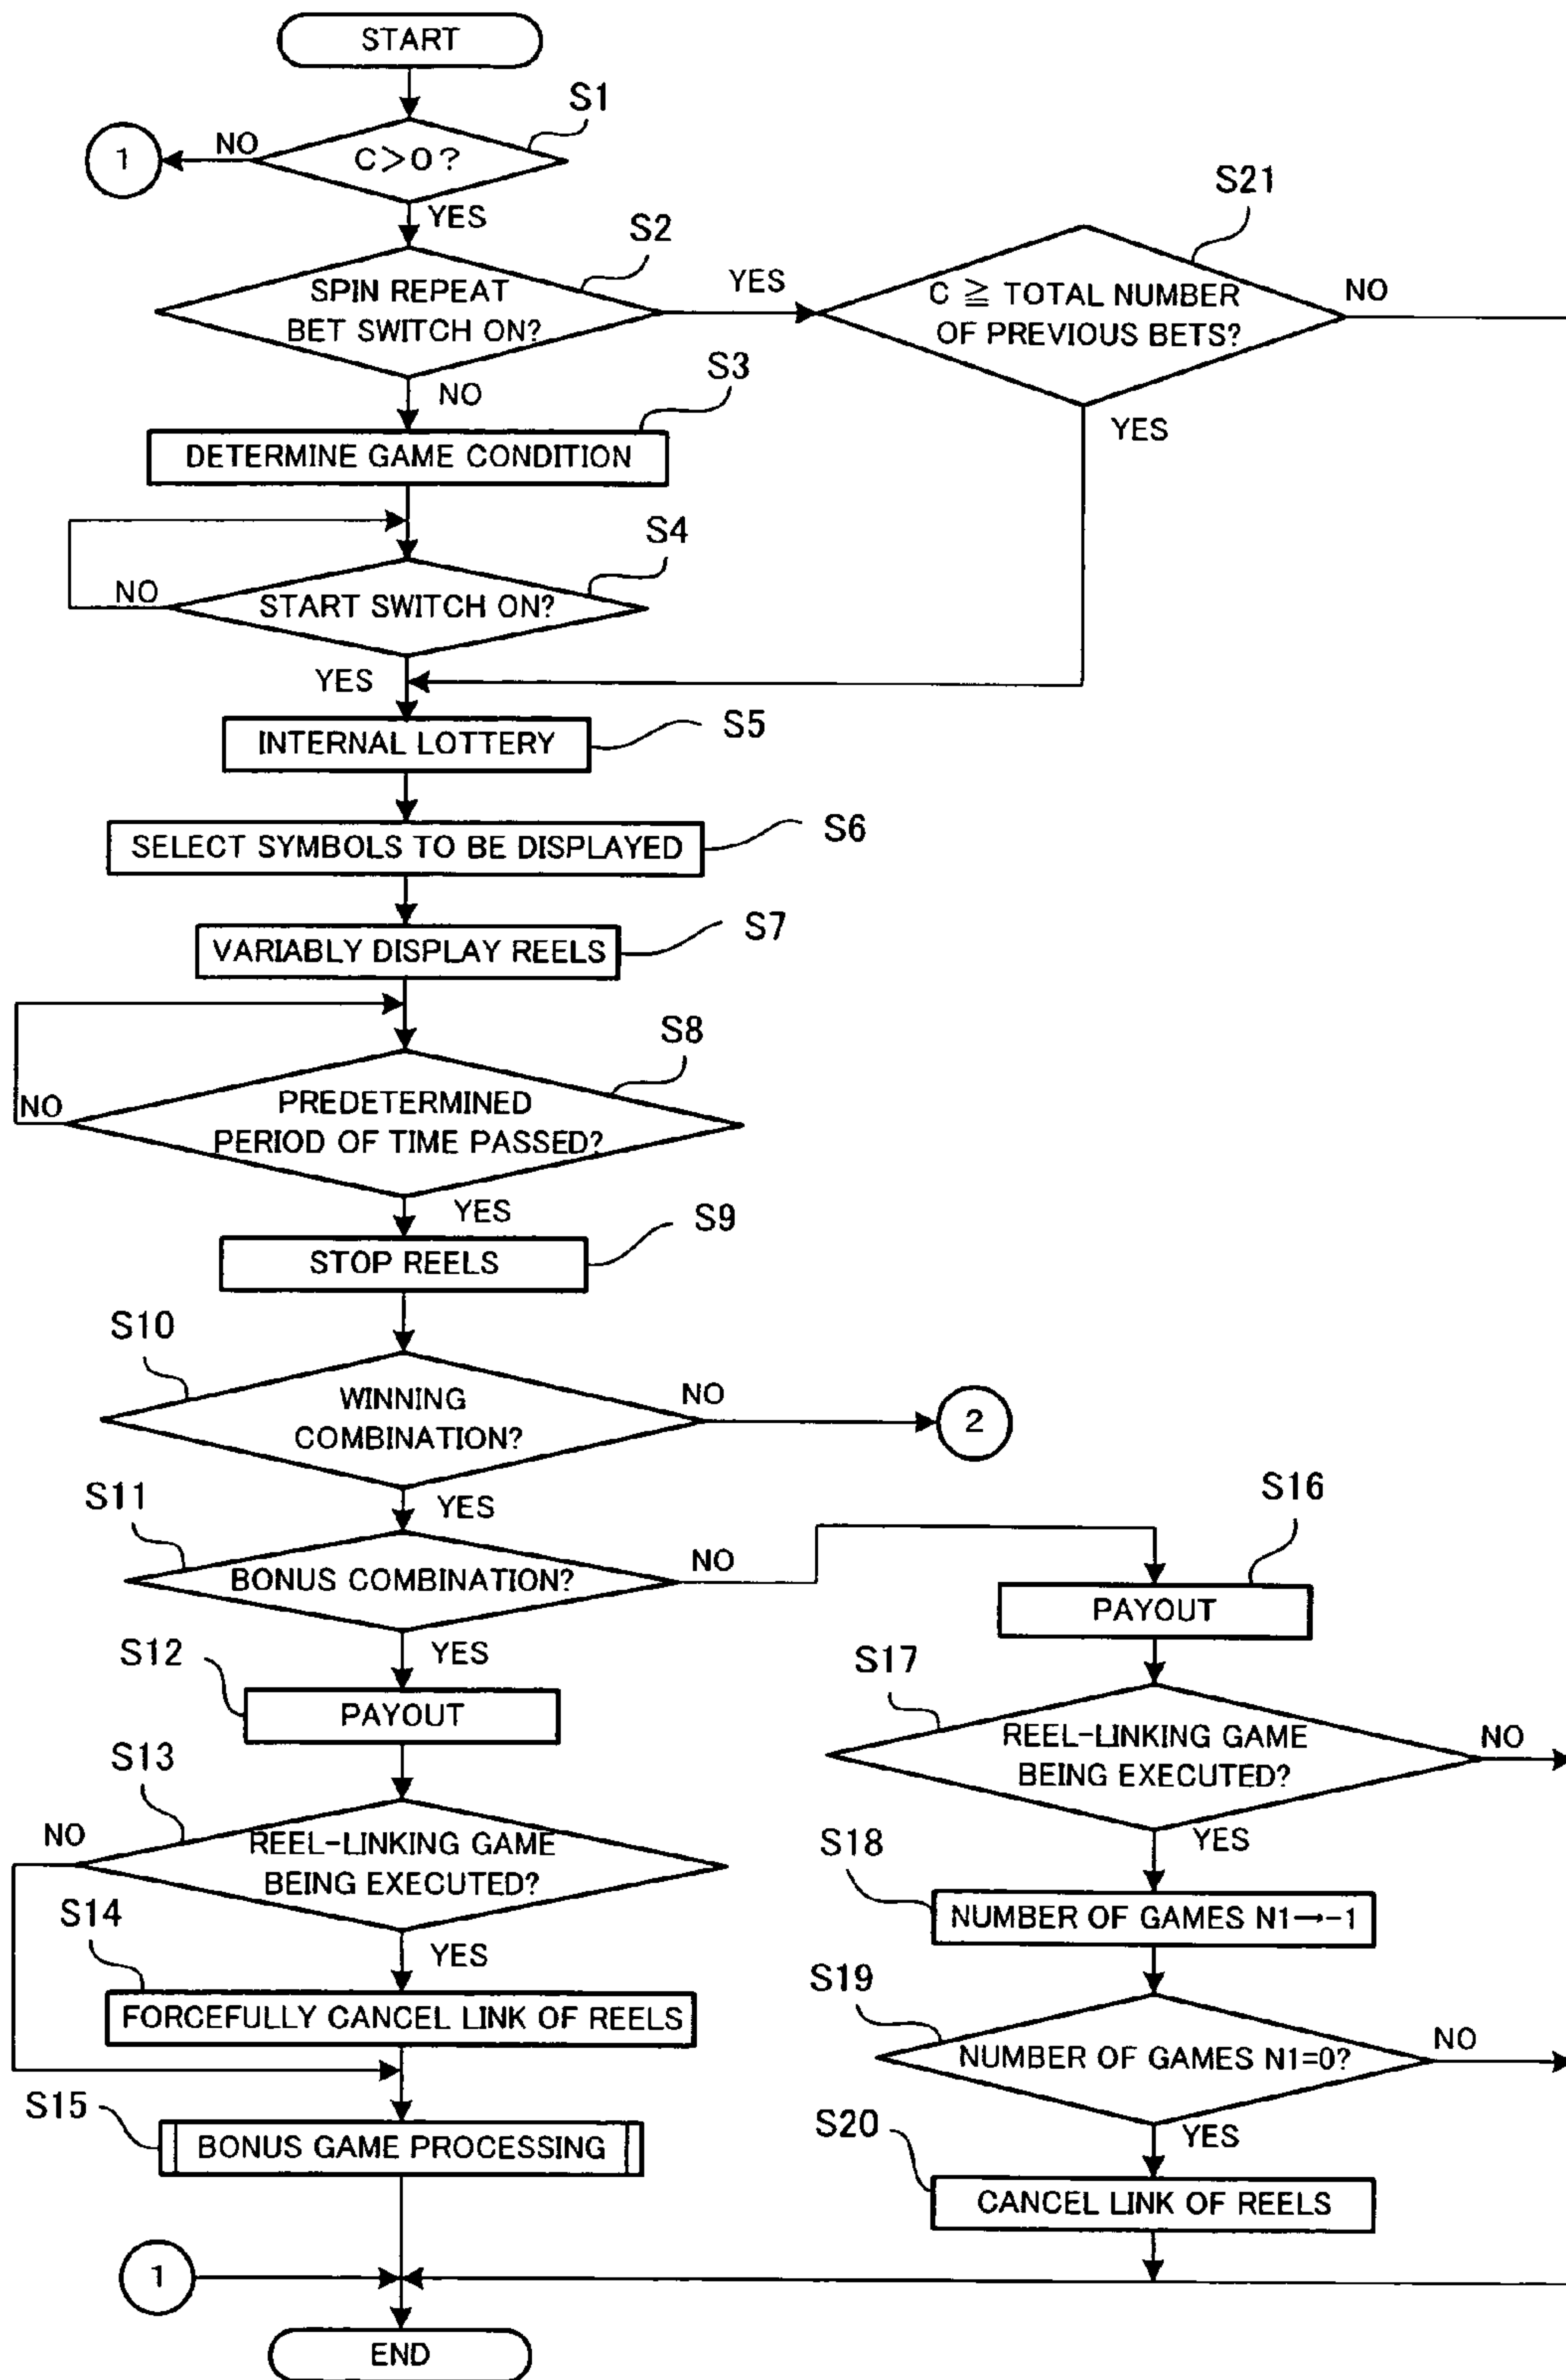 START
S1
1
NO
C>0?
YES
S2
S21
SPIN REPEAT
BET SWITCH ON?
YES
C ≧ TOTAL NUMBER
OF PREVIOUS BETS?
NO
NO
YES
S3
DETERMINE GAME CONDITION
S4
NO
START SWITCH ON?
YES
S5
INTERNAL LOTTERY
S6
SELECT SYMBOLS TO BE DISPLAYED
S7
VARIABLY DISPLAY REELS
S8
NO
PREDETERMINED
PERIOD OF TIME PASSED?
YES
S9
STOP REELS
S10
WINNING
COMBINATION?
NO
2
YES
S11
BONUS COMBINATION?
NO
S16
PAYOUT
YES
S12
PAYOUT
S17
REEL-LINKING GAME
BEING EXECUTED?
NO
YES
S13
NO
REEL-LINKING GAME
BEING EXECUTED?
YES
S18
NUMBER OF GAMES N1→-1
S14
FORCEFULLY CANCEL LINK OF REELS
S19
NUMBER OF GAMES N1=0?
NO
YES
S15
BONUS GAME PROCESSING
S20
CANCEL LINK OF REELS
1
END